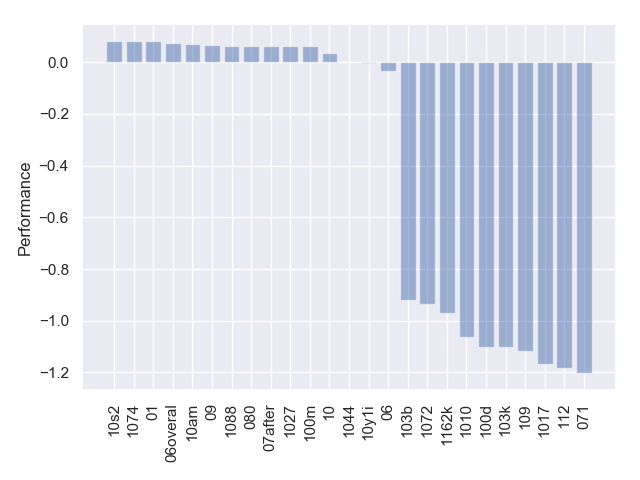 Performance
0.0
−0.2
−0.4
−0.6
−0.8
−1.0
−1.2
10s2
1074
01
06overal
10am
09
1088
080
07after
1027
100m
10
1044
10y1i
06
103b
1072
1162k
1010
100d
103k
109
1017
112
071